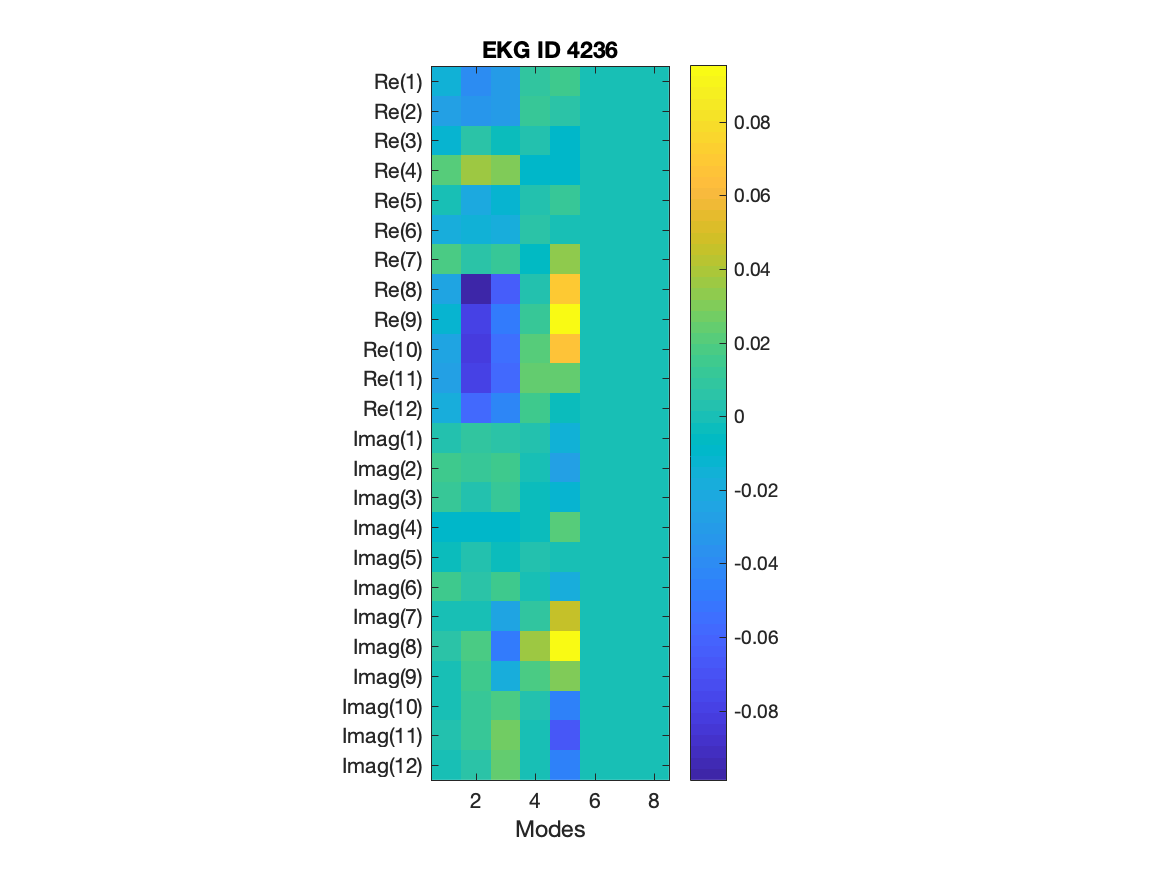 EKG ID 4236
Re(1)
Re(2)
Re(3)
Re(4)
Re(5)
Re(6)
Re(7)
Re(8)
Re(9)
Re(10)
Re(11)
Re(12)
Imag(1)
Imag(2)
Imag(3)
Imag(4)
Imag(5)
Imag(6)
Imag(7)
Imag(8)
Imag(9)
Imag(10)
Imag(11)
Imag(12)
2 4 6 8
Modes
0.08
0.06
0.04
0.02
0
-0.02
-0.04
-0.06
-0.08